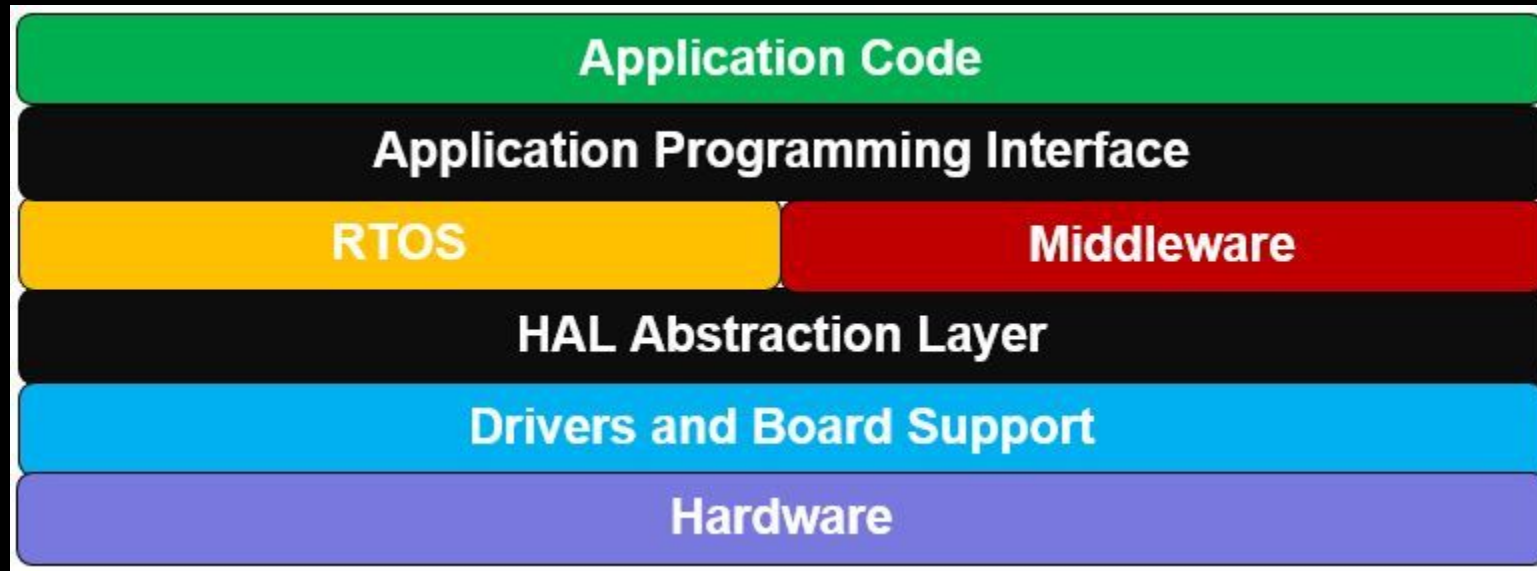 Application Code
Application Programming Interface
RTOS
Middleware
HAL Abstraction Layer
Drivers and Board Support
Hardware